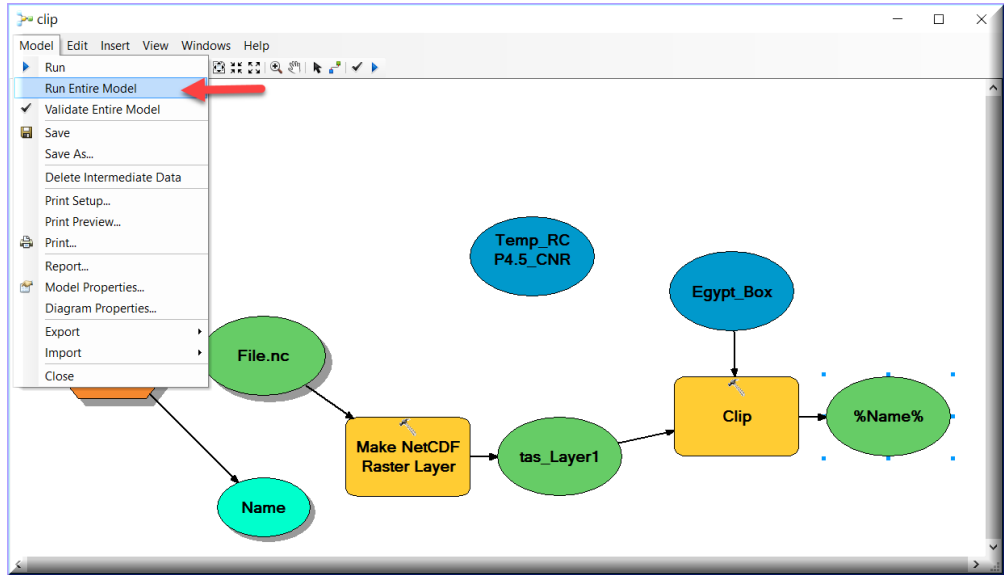 clip
Model Edit Insert View Windows Help
Run
Run Entire Model
Validate Entire Model
Save
Save As...
Delete Intermediate Data
Print Setup...
Print Preview...
Print...
Report...
Model Properties...
Diagram Properties...
Export
Import
Close
Temp_RC
P4.5_CNR
Egypt_Box
File.nc
Clip
%Name%
Make NetCDF
Raster Layer
tas_Layer1
Name